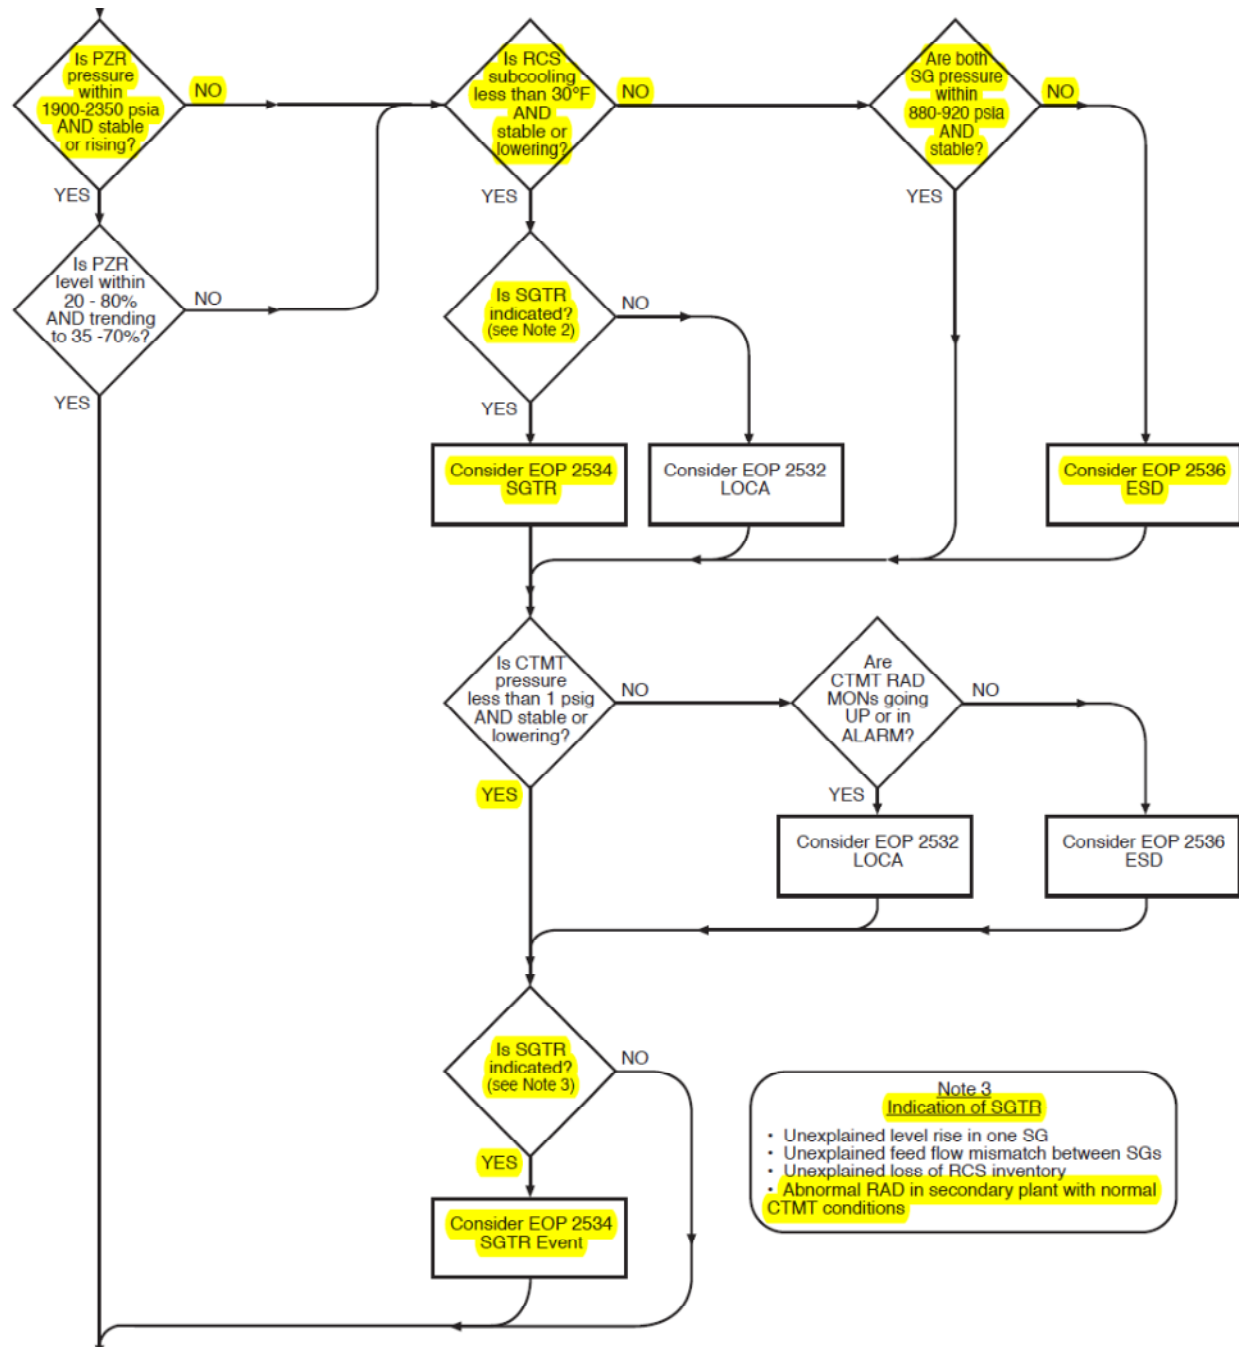 Is PZR
pressure
within
1900-2350 psia
AND stable
or rising?
NO
YES
Is RCS
subcooling
less than 30°F
AND
stable or
lowering?
NO
YES
Are both
SG pressure
within
880-920 psia
AND
stable?
NO
YES
Is PZR
level within
20 - 80%
AND trending
to 35 -70%?
NO
YES
Is SGTR
indicated?
(see Note 2)
NO
YES
Consider EOP 2534
SGTR
Consider EOP 2532
LOCA
Consider EOP 2536
ESD
Is CTMT
pressure
less than 1 psig
AND stable or
lowering?
NO
YES
Are
CTMT RAD
MONs going
UP or in
ALARM?
NO
YES
Consider EOP 2532
LOCA
Consider EOP 2536
ESD
Is SGTR
indicated?
(see Note 3)
NO
YES
Consider EOP 2534
SGTR Event
Note 3
Indication of SGTR
• Unexplained level rise in one SG
• Unexplained feed flow mismatch between SGs
• Unexplained loss of RCS inventory
• Abnormal RAD in secondary plant with normal
CTMT conditions